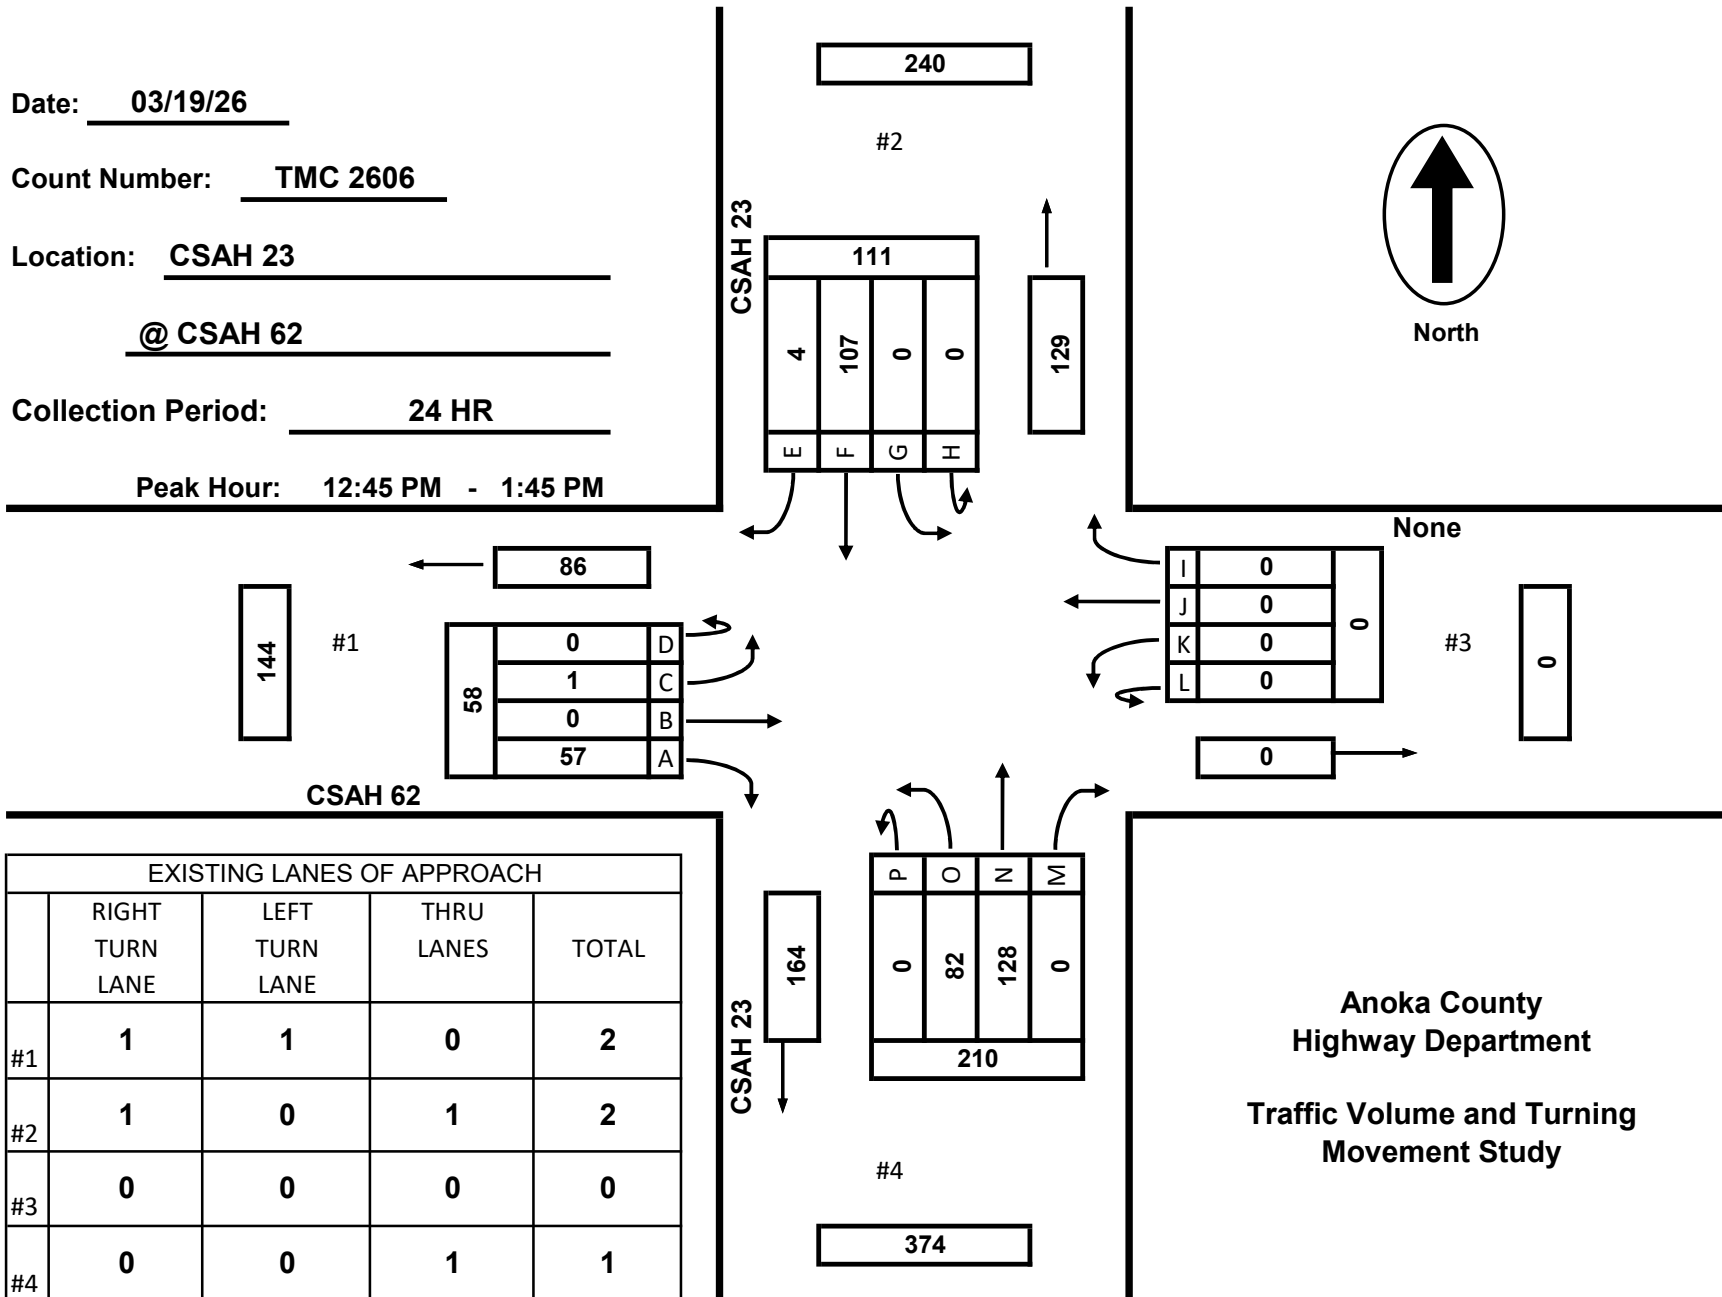 Date: 03/19/26
Count Number: TMC 2606
Location: CSAH 23
@ CSAH 62
Collection Period: 24 HR
Peak Hour: 12:45 PM - 1:45 PM
240
#2
CSAH 23
111
4 107 0 0
E F G H
129
North
None
86
144
#1
58
0 D
1 C
0 B
57 A
CSAH 62
I 0
J 0
K 0
L 0
0
#3
0
0
EXISTING LANES OF APPROACH
RIGHT TURN LANE LEFT TURN LANE THRU LANES TOTAL
#1 1 1 0 2
#2 1 0 1 2
#3 0 0 0 0
#4 0 0 1 1
CSAH 23
164
P O N M
0 82 128 0
210
#4
374
Anoka County
Highway Department
Traffic Volume and Turning
Movement Study